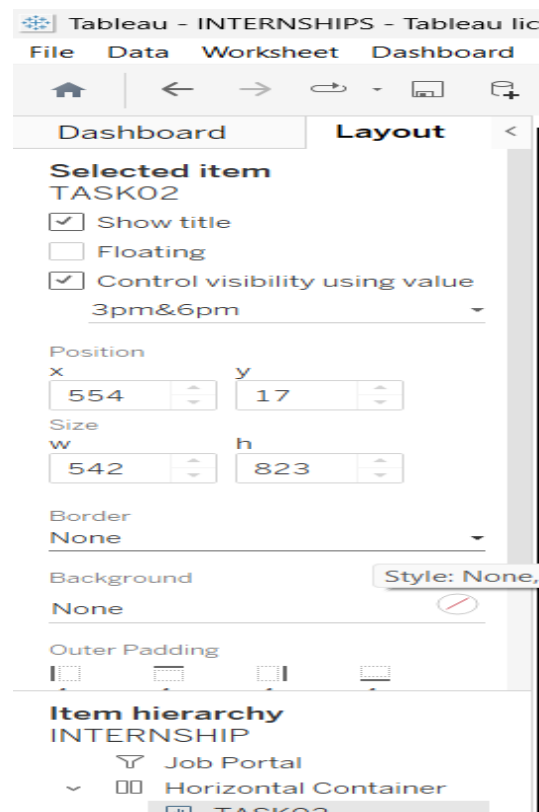 Tableau - INTERNSHIPS - Tableau lic
File Data Worksheet Dashboard
Dashboard Layout <
Selected item
TASK02
Show title
Floating
Control visibility using value
3pm&6pm
Position
x y
554 17
Size
w h
542 823
Border
None
Background Style: None,
None
Outer Padding
Item hierarchy
INTERNSHIP
Job Portal
Horizontal Container